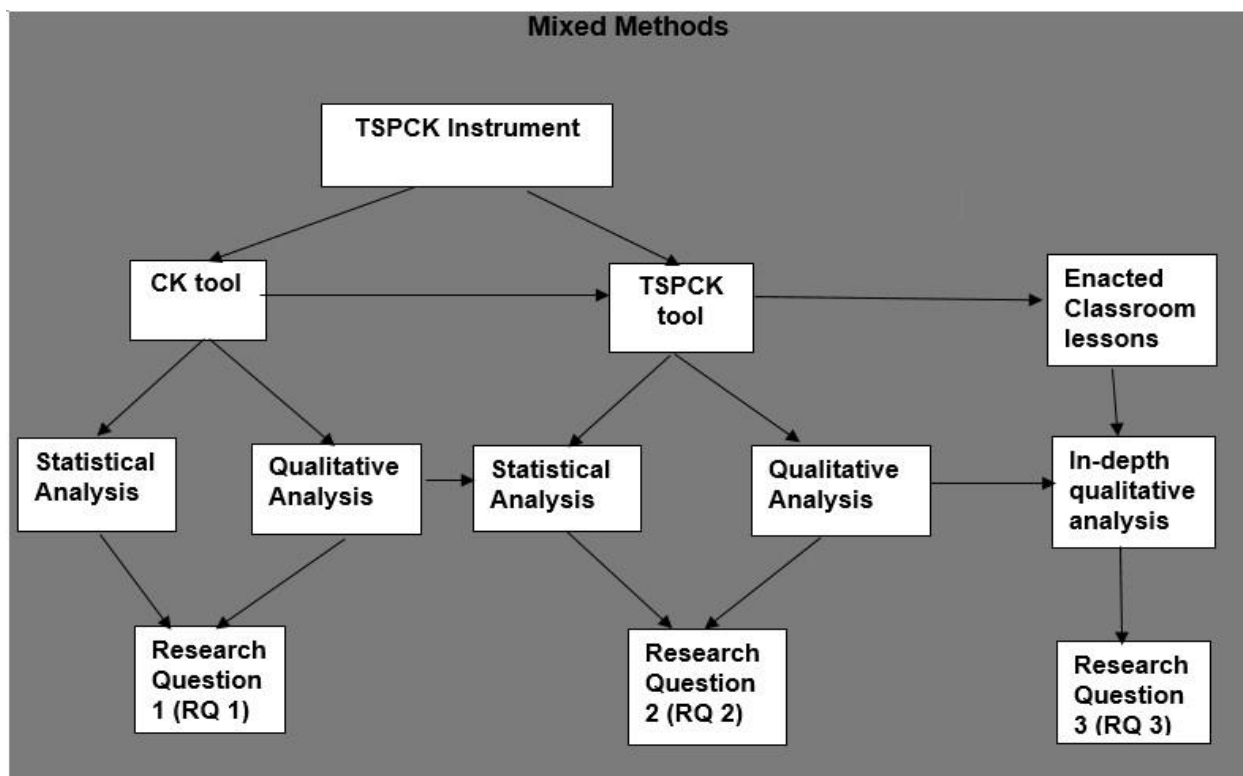 Mixed Methods
TSPCK Instrument
CK tool
TSPCK
tool
Enacted
Classroom
lessons
Statistical
Analysis
Qualitative
Analysis
Statistical
Analysis
Qualitative
Analysis
In-depth
qualitative
analysis
Research
Question
1 (RQ 1)
Research
Question
2 (RQ 2)
Research
Question
3 (RQ 3)